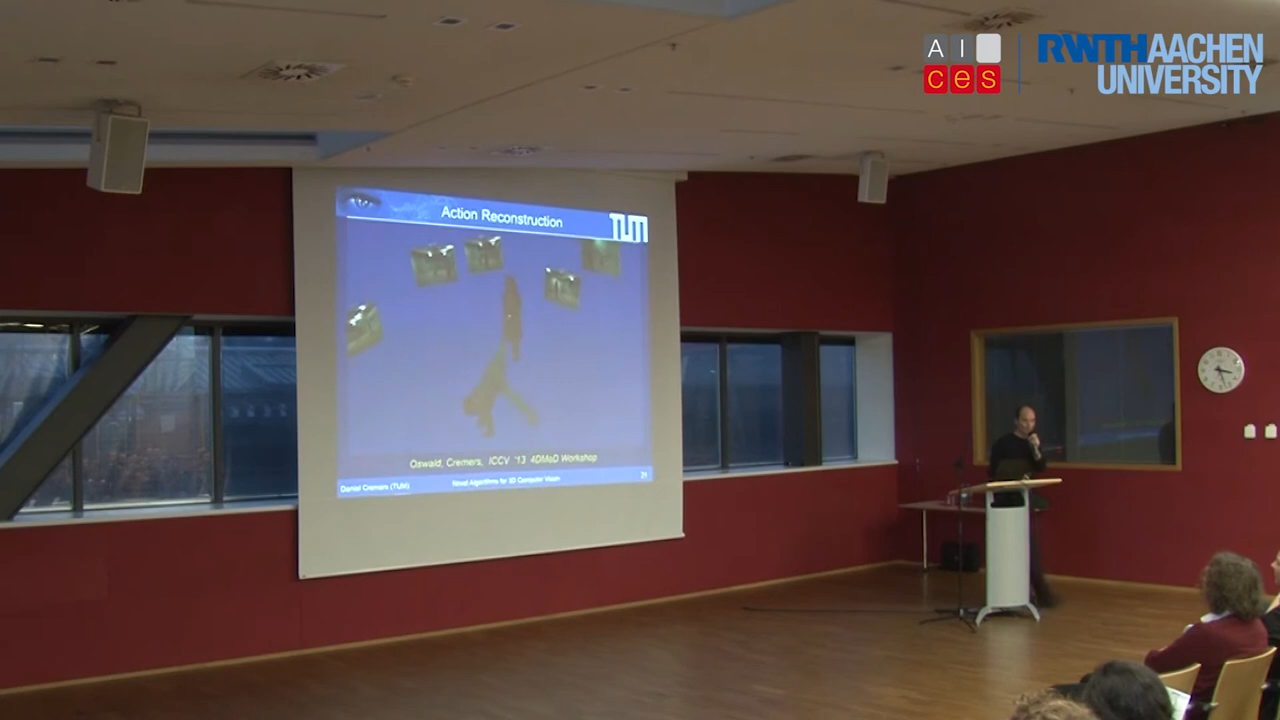 AI
ces
RWTHAACHEN
UNIVERSITY
Action Reconstruction
TUM
Oswald, Cremers, ICCV '13 4DMoD Workshop
Daniel Cremers (TUM)
Novel Algorithms for 3D Computer Vision